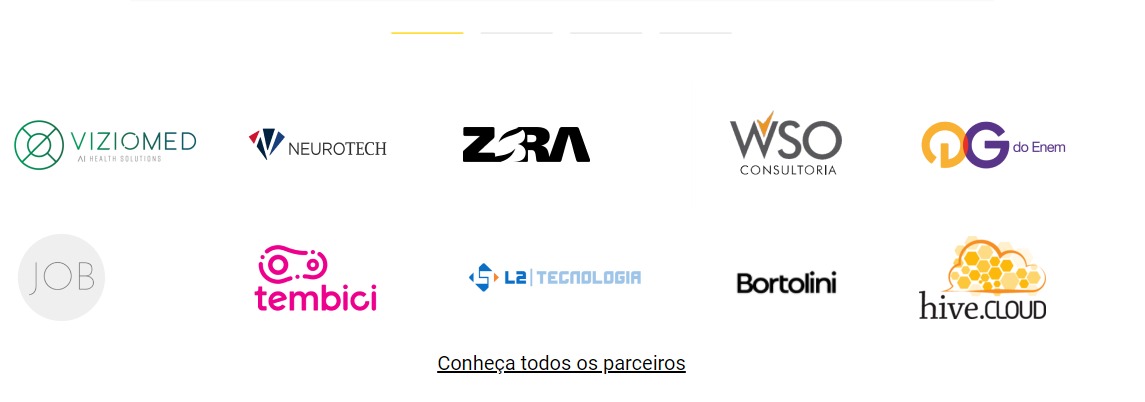 VIZIOMED
AI HEALTH SOLUTIONS
NEUROTECH
ZORA
WSO
CONSULTORIA
QG do Enem
JOB
tembici
L2 | TECNOLOGIA
Bortolini
hive.CLOUD
Conheça todos os parceiros